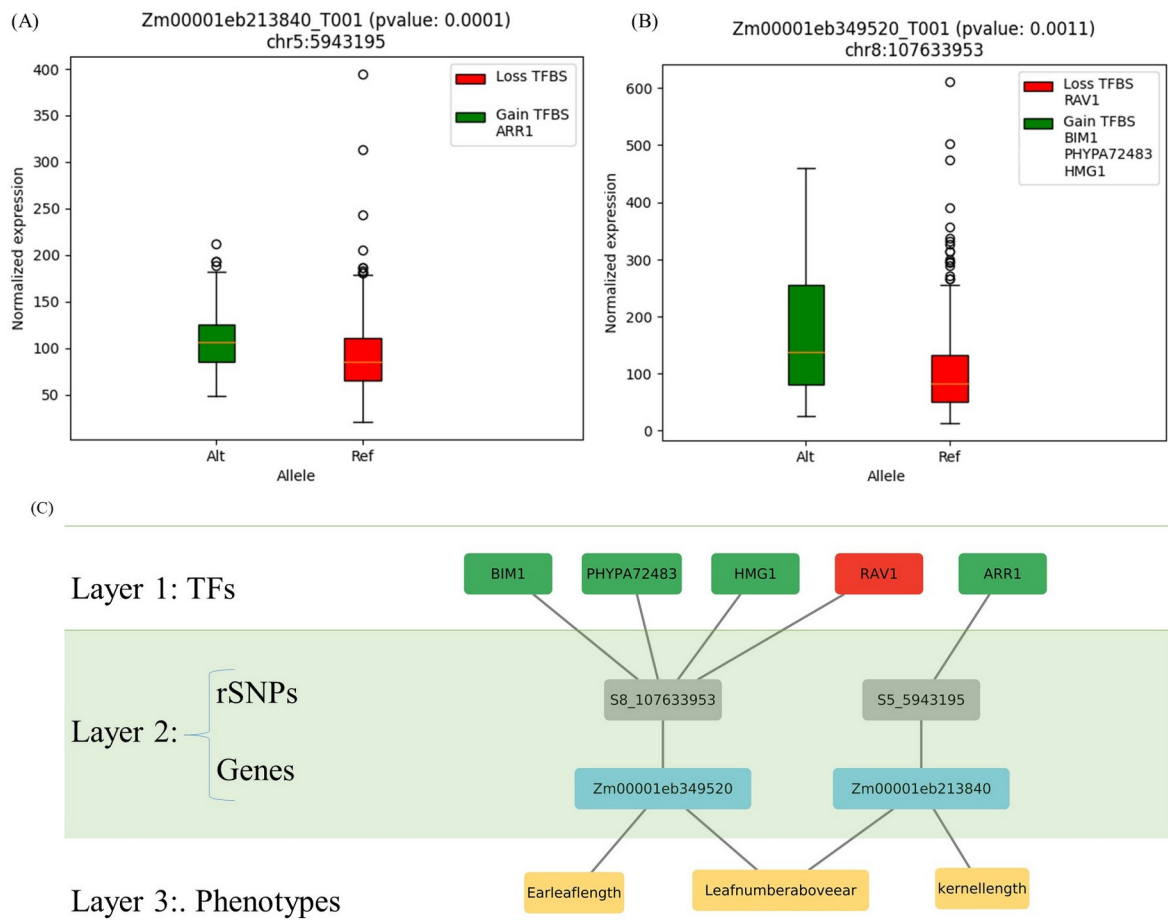 (A)
Zm00001eb213840_T001 (pvalue: 0.0001)
chr5:5943195
400
350
300
250
200
150
100
50
Normalized expression
Loss TFBS
Gain TFBS
ARR1
Alt
Ref
Allele
(B)
Zm00001eb349520_T001 (pvalue: 0.0011)
chr8:107633953
600
500
400
300
200
100
0
Normalized expression
Loss TFBS
RAV1
Gain TFBS
BIM1
PHYPA72483
HMG1
Alt
Ref
Allele
(C)
Layer 1: TFs
BIM1
PHYPA72483
HMG1
RAV1
ARR1
Layer 2:
rSNPs
Genes
S8_107633953
S5_5943195
Zm00001eb349520
Zm00001eb213840
Layer 3:. Phenotypes
Earleaflength
Leafnumberaboveear
kernellength